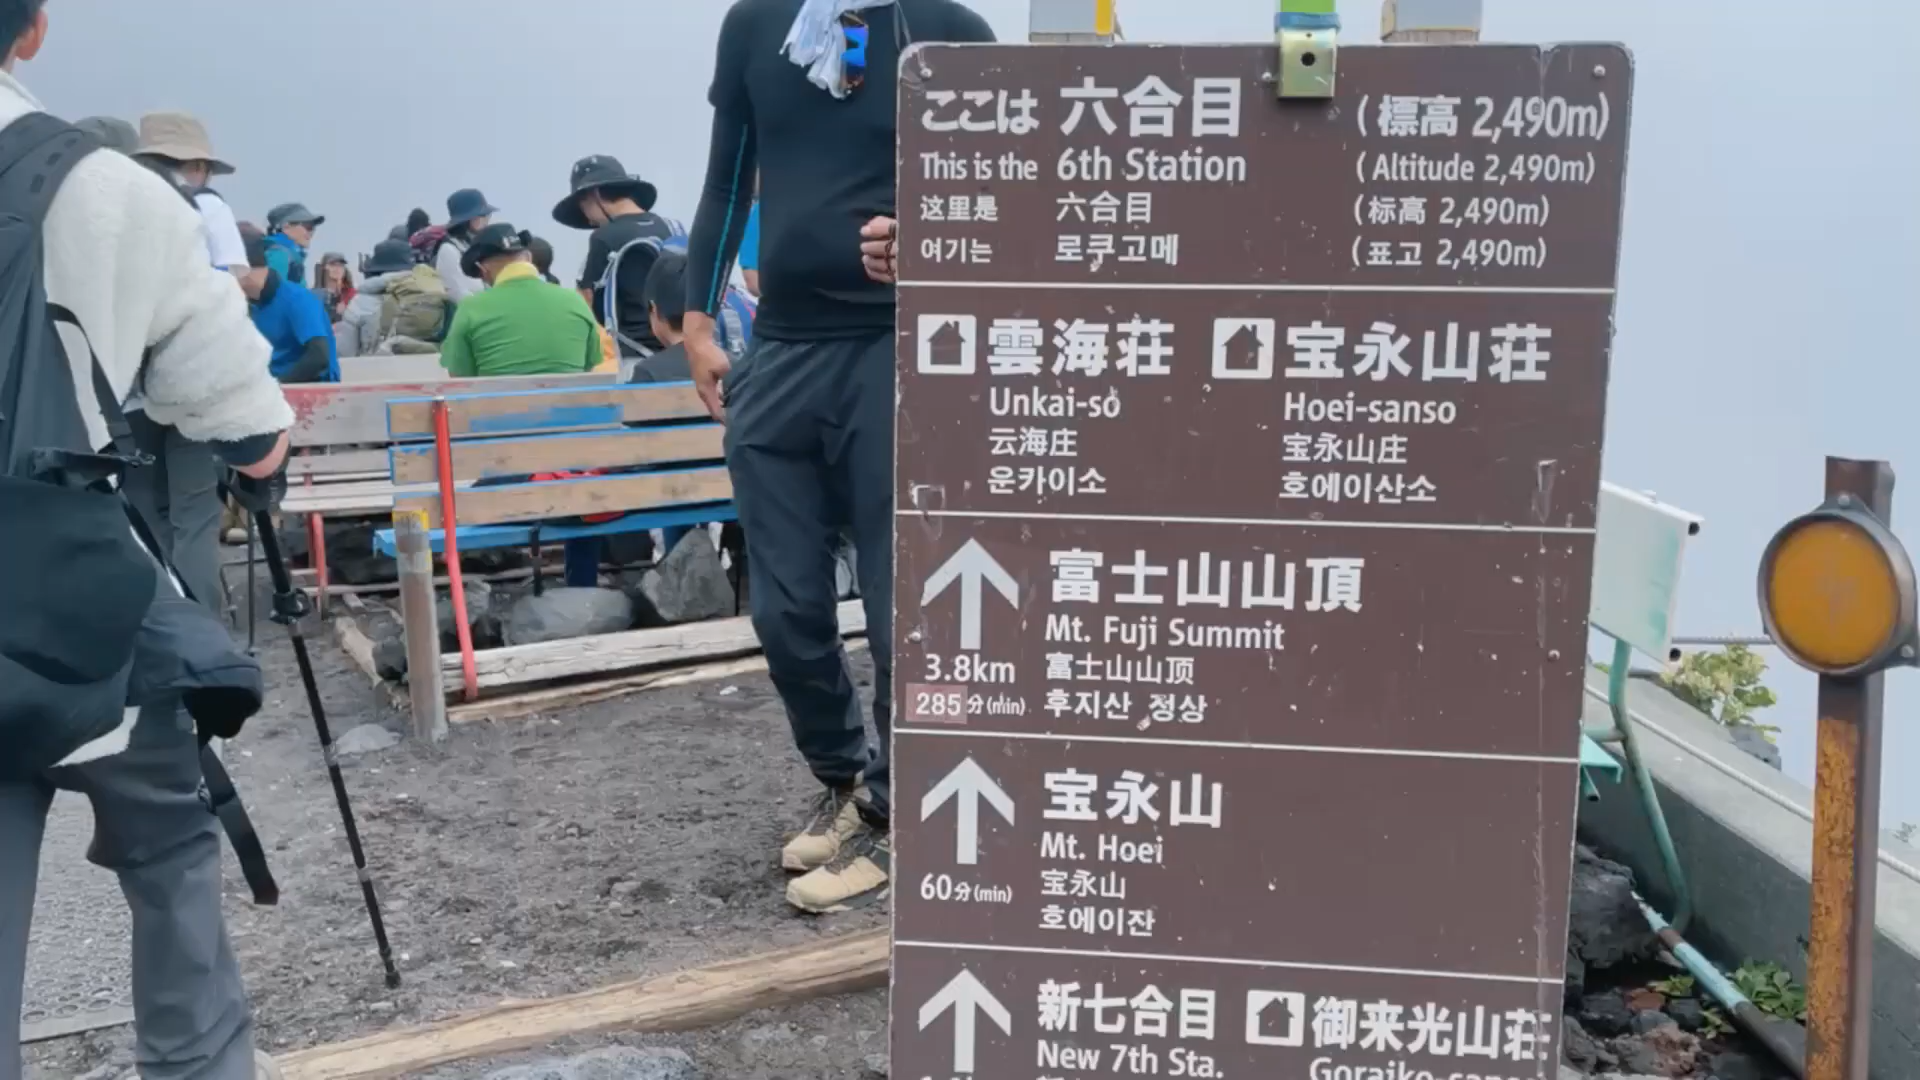 ここは 六合目 (標高 2,490m)
This is the 6th Station (Altitude 2,490m)
这里是 六合目 (标高 2,490m)
여기는 로쿠고메 (표고 2,490m)
雲海荘 宝永山荘
Unkai-so Hoei-sanso
云海庄 宝永山庄
운카이소 호에이산소
富士山山頂
Mt. Fuji Summit
3.8km 富士山山顶
285分(min) 후지산 정상
宝永山
Mt. Hoei
60分(min) 宝永山
호에이잔
新七合目 御来光山荘
New 7th Sta. Goraiko-sanso